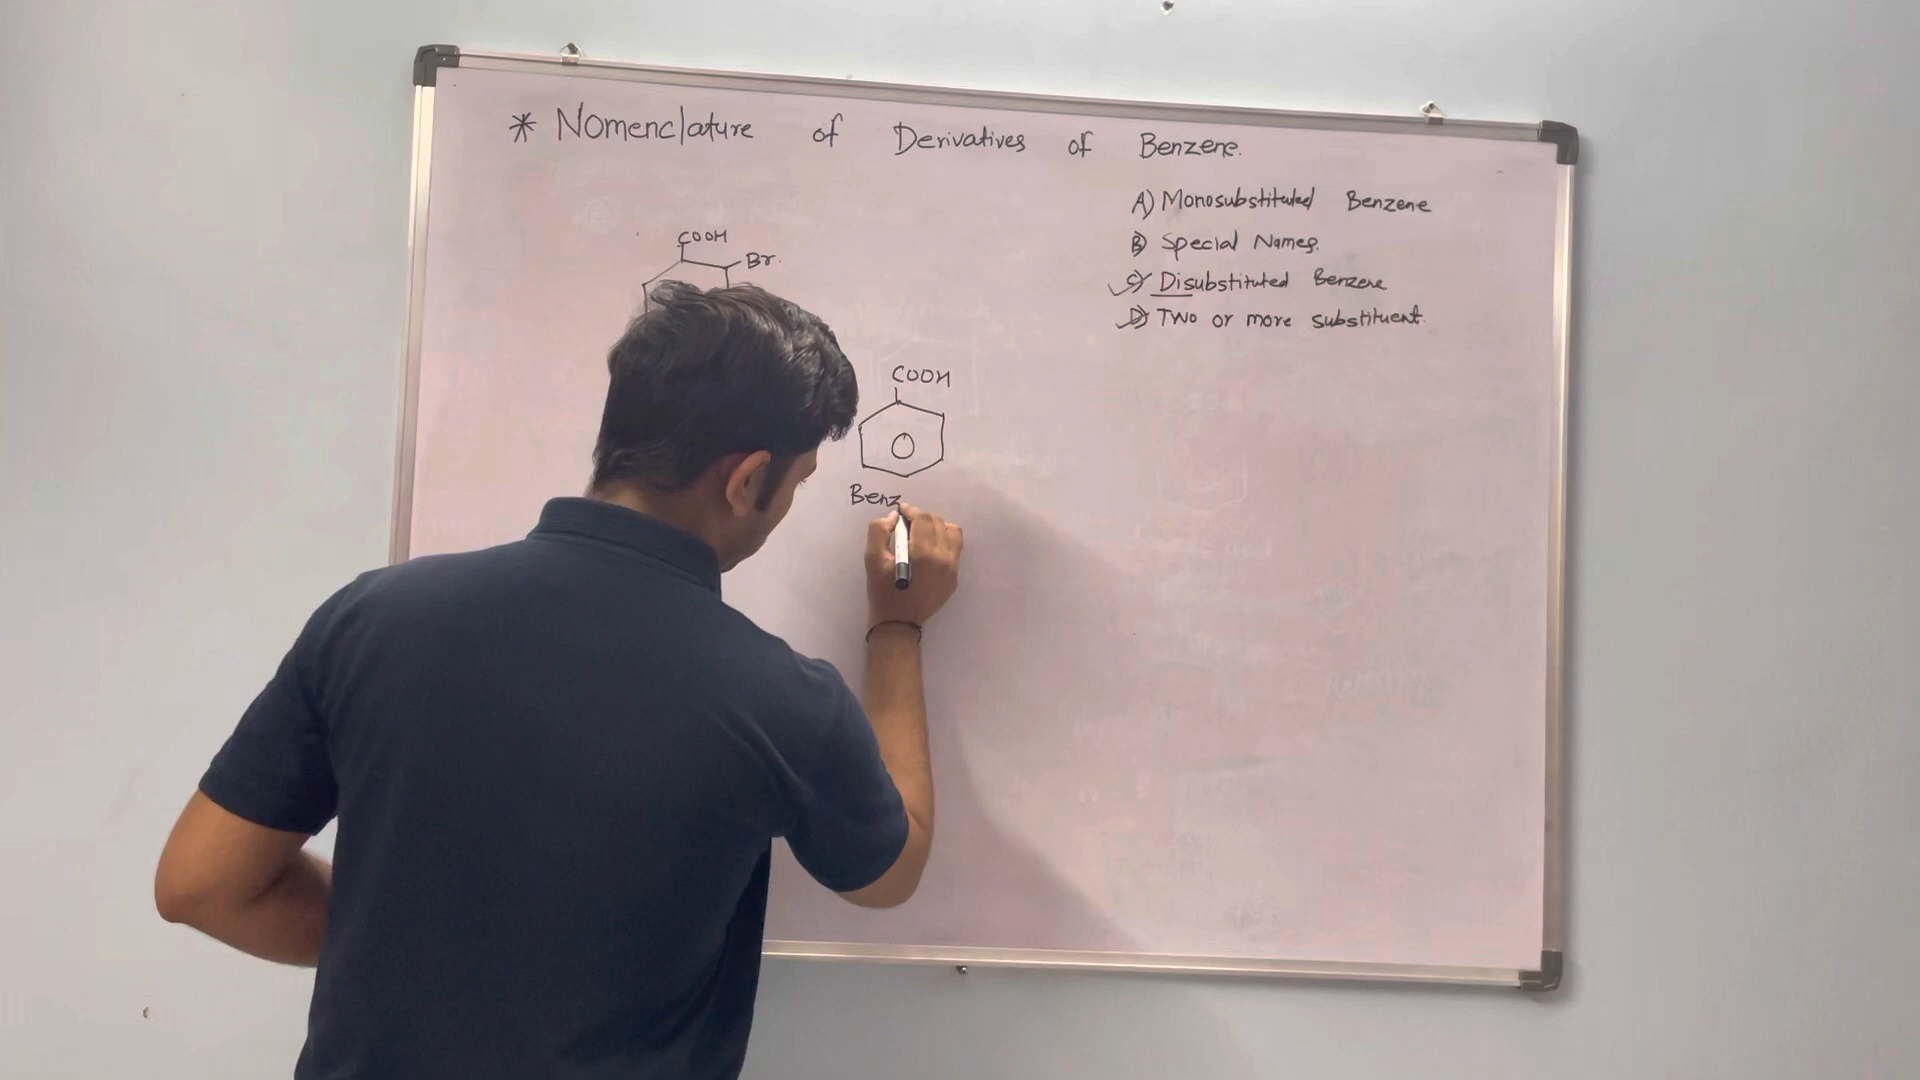 * Nomenclature of Derivatives of Benzene.
A) Monosubstituted Benzene
B) Special Names.
C) Disubstituted Benzene
D) Two or more substituent.
COOH
Br.
COOH
Benz